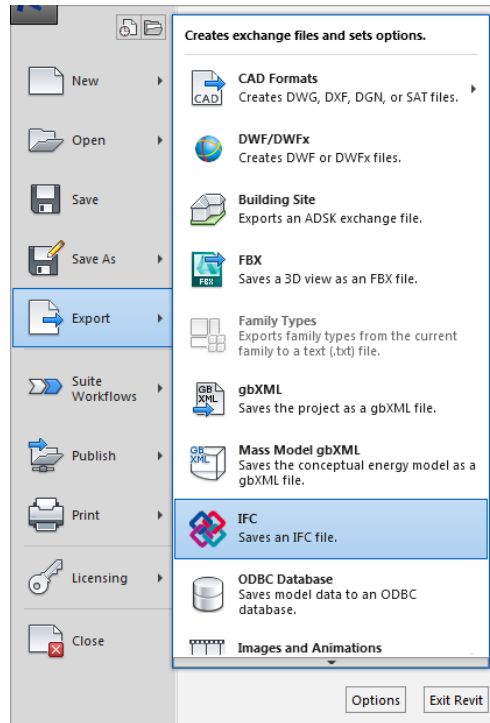 Creates exchange files and sets options.
New
Open
Save
Save As
Export
Suite
Workflows
Publish
Print
Licensing
Close
CAD
CAD Formats
Creates DWG, DXF, DGN, or SAT files.
DWF/DWFx
Creates DWF or DWFx files.
Building Site
Exports an ADSK exchange file.
FBX
FBX
Saves a 3D view as an FBX file.
Family Types
Exports family types from the current
family to a text (.txt) file.
GB
XML
gbXML
Saves the project as a gbXML file.
GB
XML
Mass Model gbXML
Saves the conceptual energy model as a
gbXML file.
IFC
Saves an IFC file.
ODBC Database
Saves model data to an ODBC
database.
Images and Animations
Options
Exit Revit